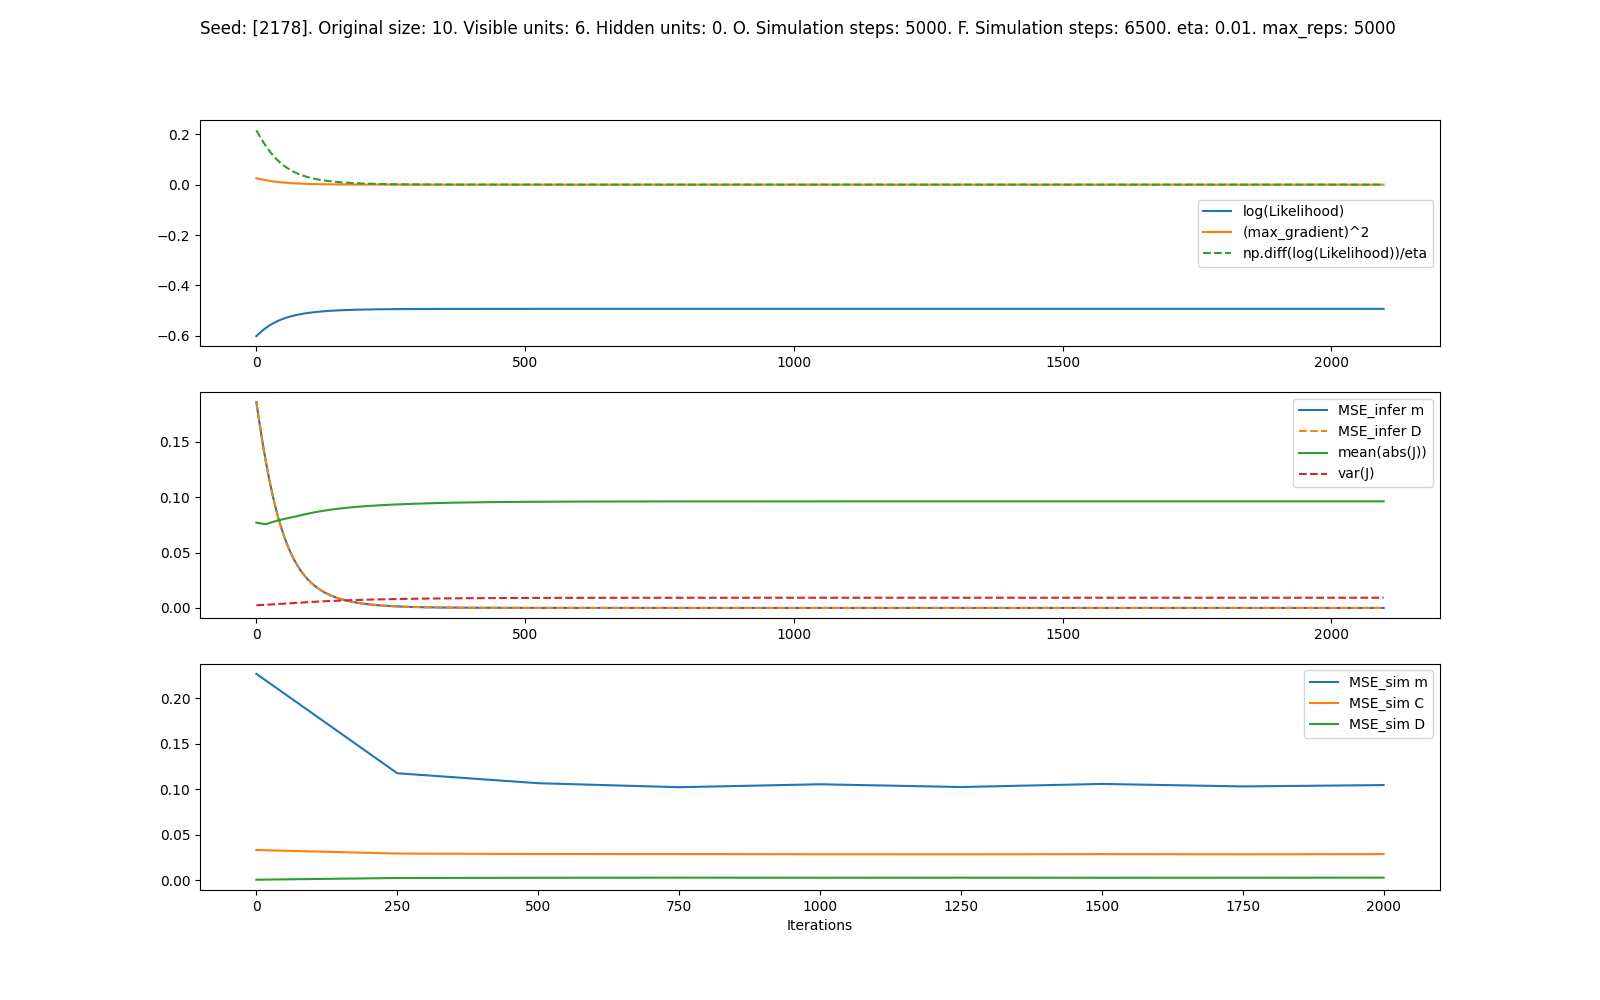 Seed: [2178]. Original size: 10. Visible units: 6. Hidden units: 0. O. Simulation steps: 5000. F. Simulation steps: 6500. eta: 0.01. max_reps: 5000
0.2
0.0
−0.2
−0.4
−0.6
log(Likelihood)
(max_gradient)^2
np.diff(log(Likelihood))/eta
0 500 1000 1500 2000
0.15
0.10
0.05
0.00
MSE_infer m
MSE_infer D
mean(abs(J))
var(J)
0 500 1000 1500 2000
0.20
0.15
0.10
0.05
0.00
MSE_sim m
MSE_sim C
MSE_sim D
0 250 500 750 1000 1250 1500 1750 2000
Iterations